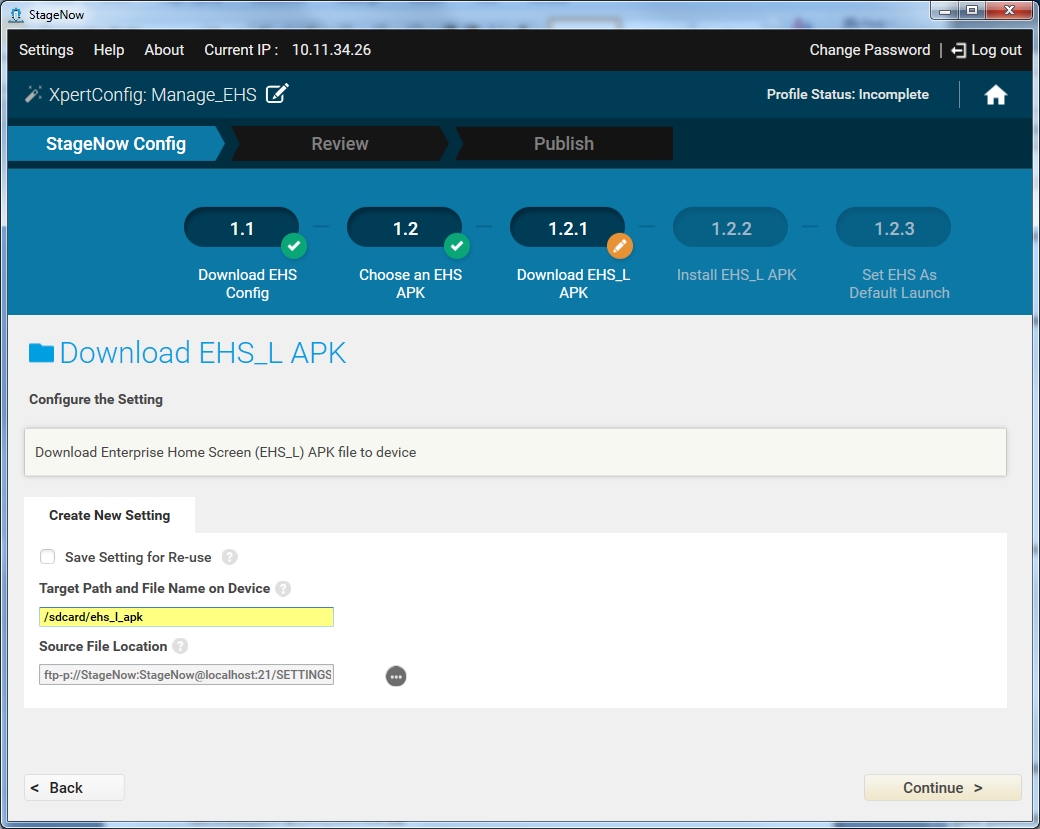 StageNow
Settings Help About Current IP : 10.11.34.26 Change Password | Log out
XpertConfig: Manage_EHS Profile Status: Incomplete
StageNow Config Review Publish
1.1 1.2 1.2.1 1.2.2 1.2.3
Download EHS Config
Choose an EHS APK
Download EHS_L APK
Install EHS_L APK
Set EHS As Default Launch
Download EHS_L APK
Configure the Setting
Download Enterprise Home Screen (EHS_L) APK file to device
Create New Setting
Save Setting for Re-use ?
Target Path and File Name on Device ?
/sdcard/ehs_l_apk
Source File Location ?
ftp-p://StageNow:StageNow@localhost:21/SETTINGS
< Back Continue >